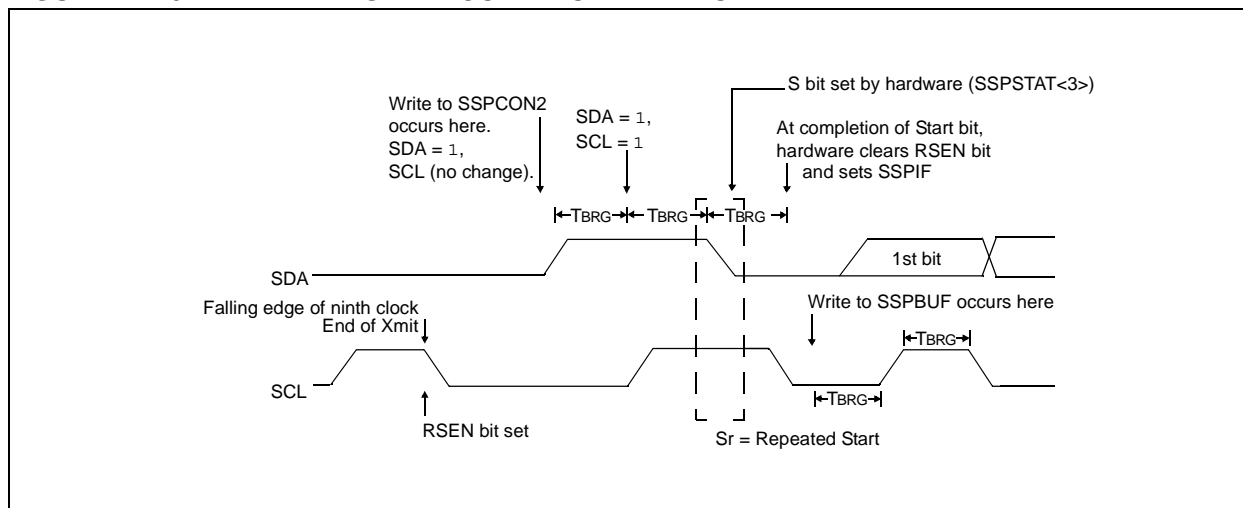 S bit set by hardware (SSPSTAT<3>)
Write to SSPCON2
occurs here.
SDA = 1,
SCL (no change).
SDA = 1,
SCL = 1
At completion of Start bit,
hardware clears RSEN bit
and sets SSPIF
TBRG
TBRG
TBRG
SDA
1st bit
Falling edge of ninth clock
End of Xmit
Write to SSPBUF occurs here
TBRG
SCL
TBRG
RSEN bit set
Sr = Repeated Start